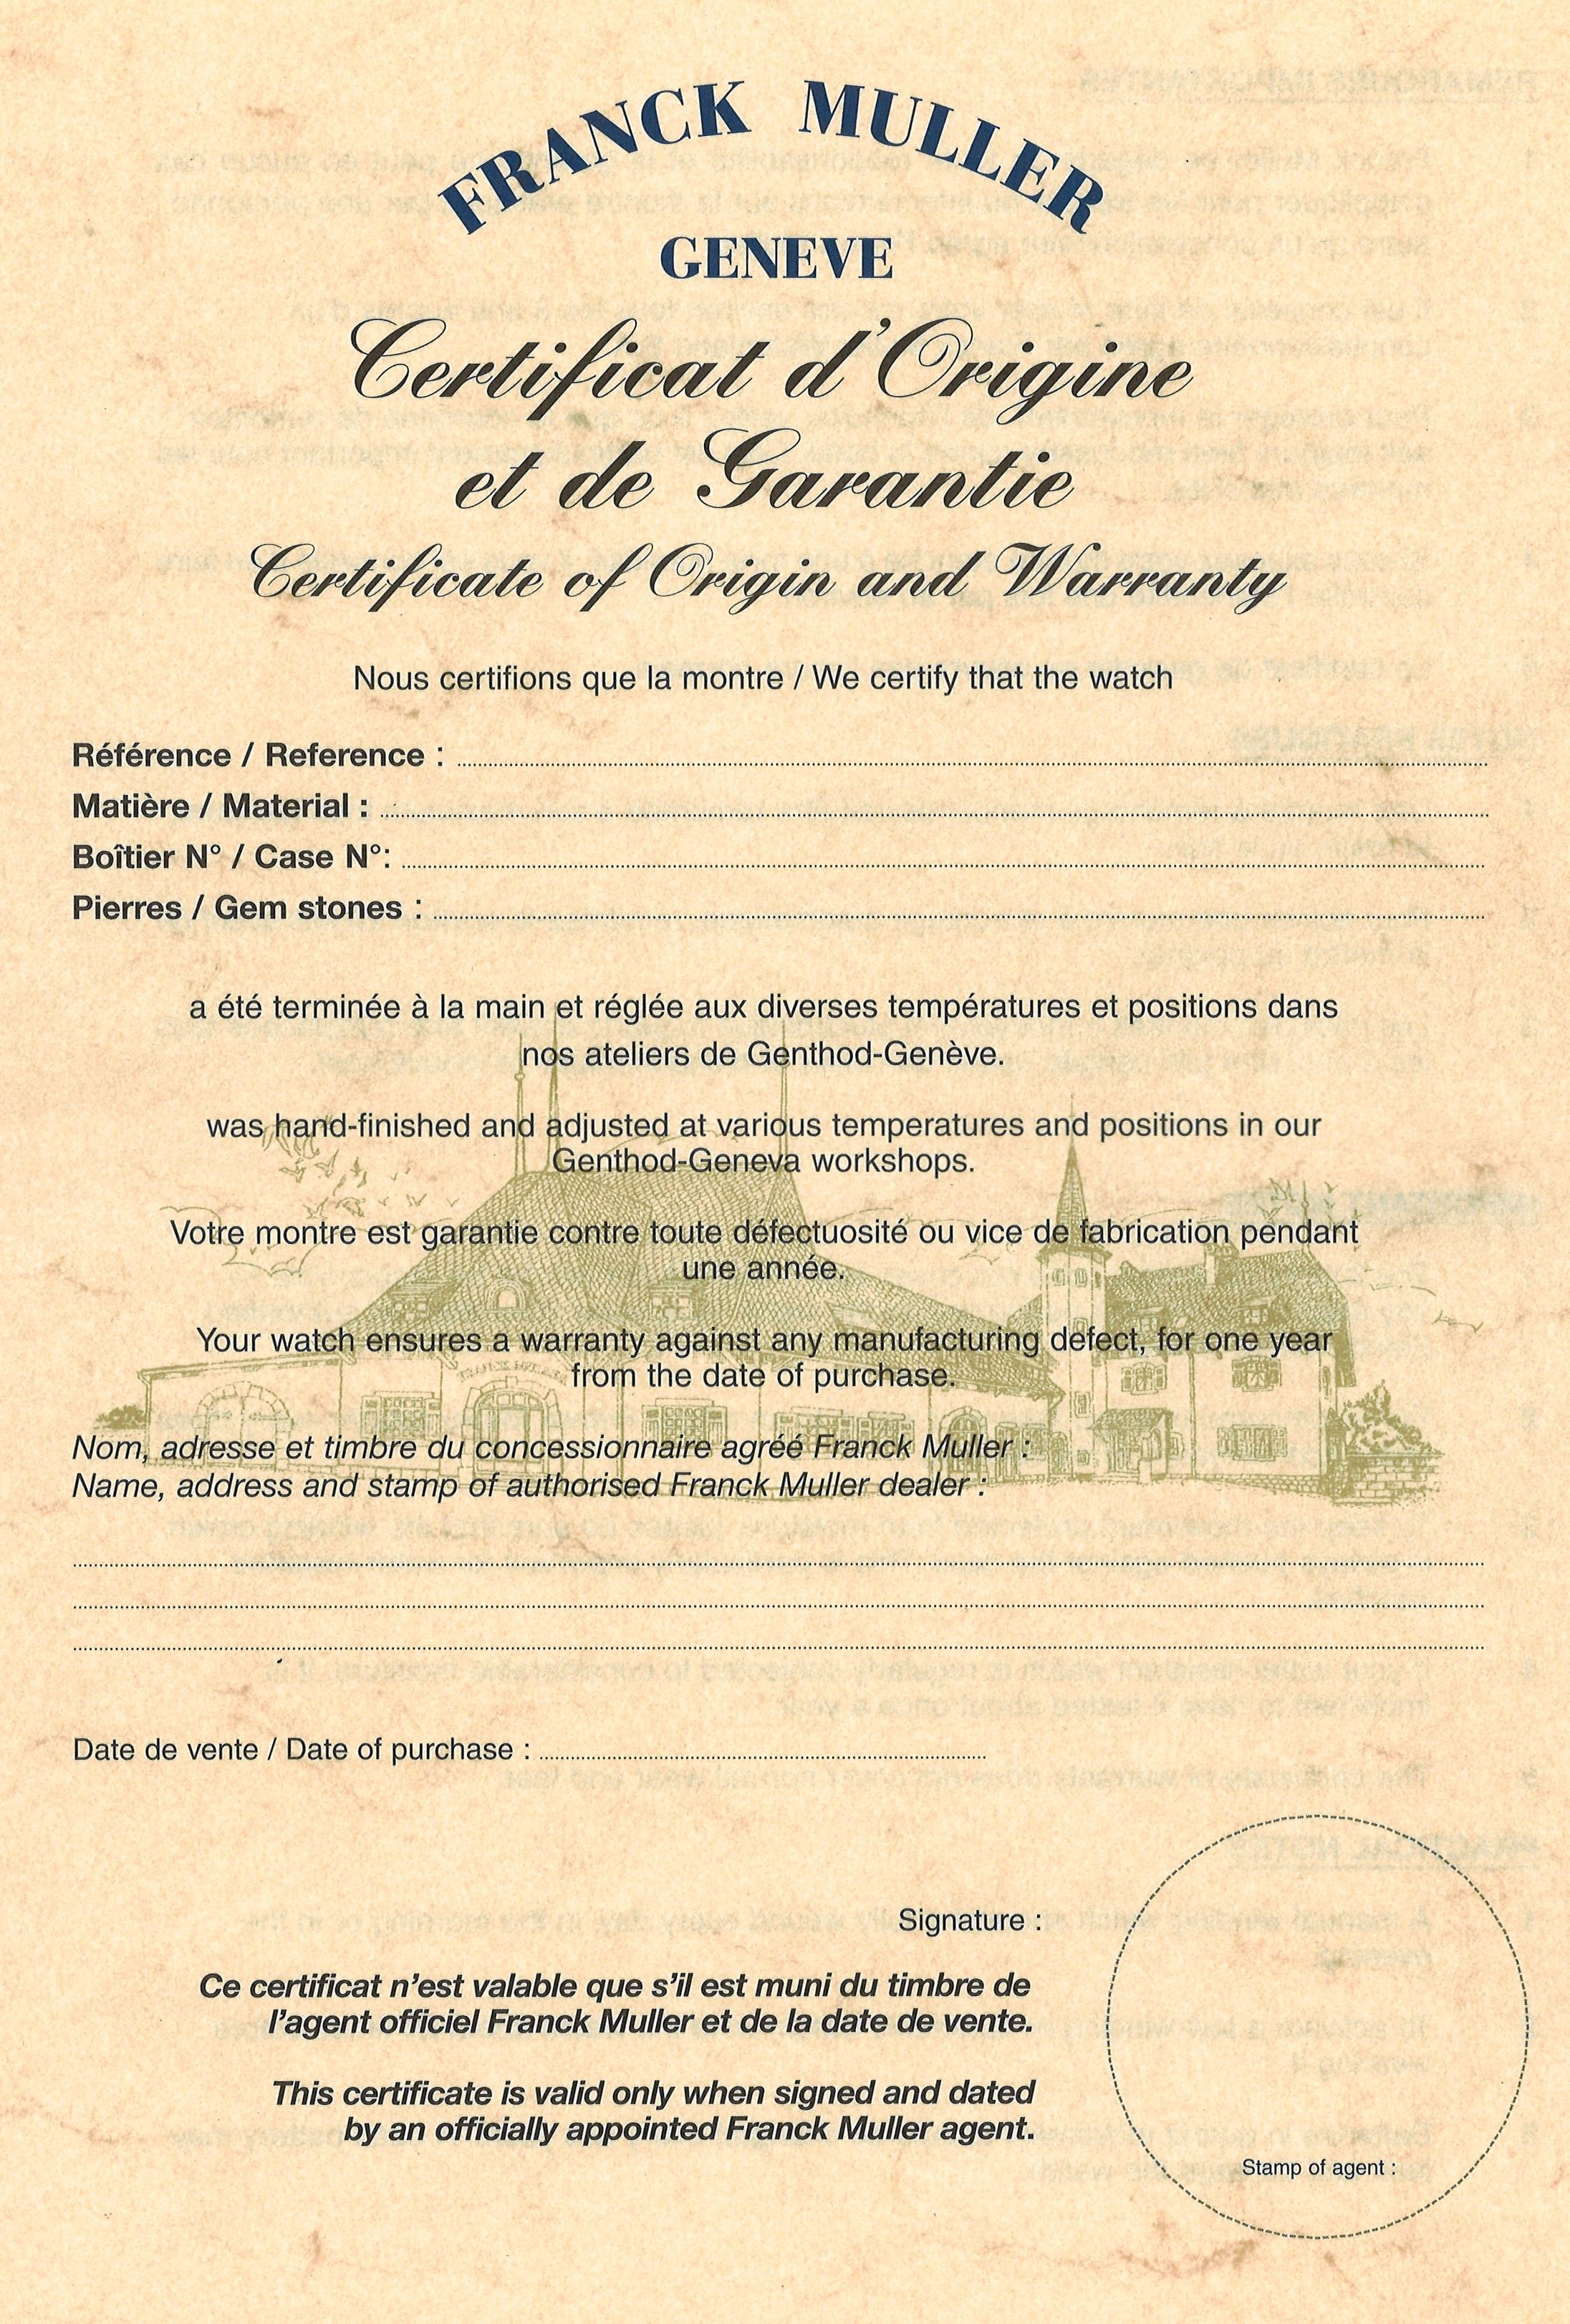 FRANCK MULLER
GENEVE
Certificat d'Origine
et de Garantie
Certificate of Origin and Warranty
Nous certifions que la montre / We certify that the watch
Référence / Reference :
Matière / Material :
Boîtier N° / Case N°:
Pierres / Gem stones :
a été terminée à la main et réglée aux diverses températures et positions dans
nos ateliers de Genthod-Genève.
was hand-finished and adjusted at various temperatures and positions in our
Genthod-Geneva workshops.
Votre montre est garantie contre toute défectuosité ou vice de fabrication pendant
une année.
Your watch ensures a warranty against any manufacturing defect, for one year
from the date of purchase.
Nom, adresse et timbre du concessionnaire agréé Franck Muller :
Name, address and stamp of authorised Franck Muller dealer :
Date de vente / Date of purchase :
Signature :
Ce certificat n'est valable que s'il est muni du timbre de
l'agent officiel Franck Muller et de la date de vente.
This certificate is valid only when signed and dated
by an officially appointed Franck Muller agent.
Stamp of agent :